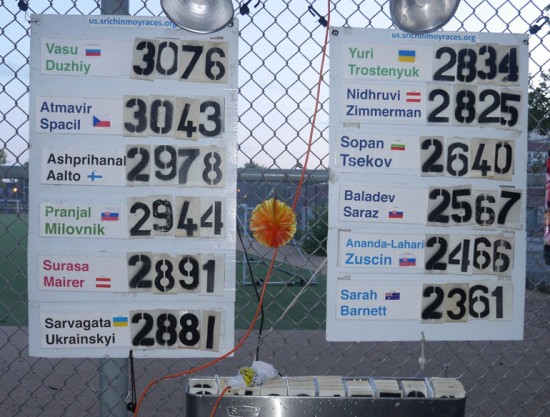 us.srichinmoyraces.org
Vasu
Duzhiy
3076
Atmavir
Spacil
3043
Ashprihanal
Aalto
2978
Pranjal
Milovnik
2944
Surasa
Mairer
2891
Sarvagata
Ukrainskyi
2881
us.srichinmoyraces.org
Yuri
Trostenyuk
2834
Nidhruvi
Zimmerman
2825
Sopan
Tsekov
2640
Baladev
Saraz
2567
Ananda-Lahari
Zuscin
2466
Sarah
Barnett
2361